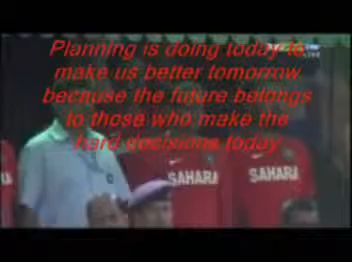 Planning is doing today to
make us better tomorrow
because the future belongs
to those who make the
hard decisions today
LIVE
SAHARA
SAHARA